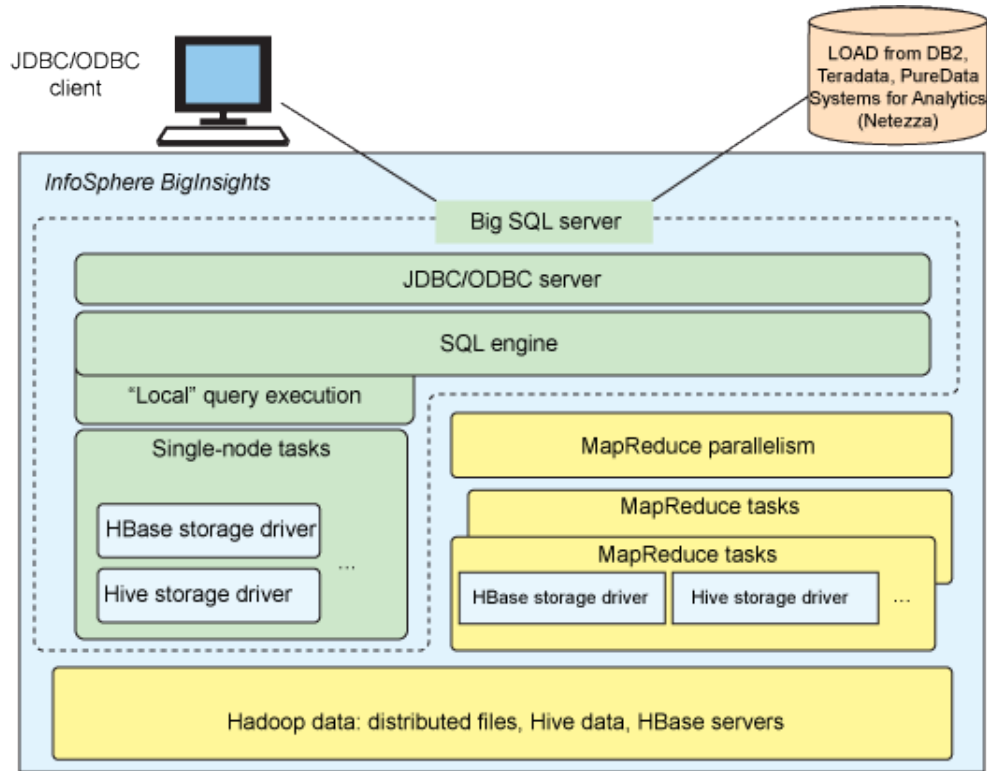 JDBC/ODBC
client
LOAD from DB2,
Teradata, PureData
Systems for Analytics
(Netezza)
InfoSphere BigInsights
Big SQL server
JDBC/ODBC server
SQL engine
“Local” query execution
Single-node tasks
HBase storage driver
Hive storage driver
...
MapReduce parallelism
MapReduce tasks
MapReduce tasks
HBase storage driver
Hive storage driver
...
Hadoop data: distributed files, Hive data, HBase servers